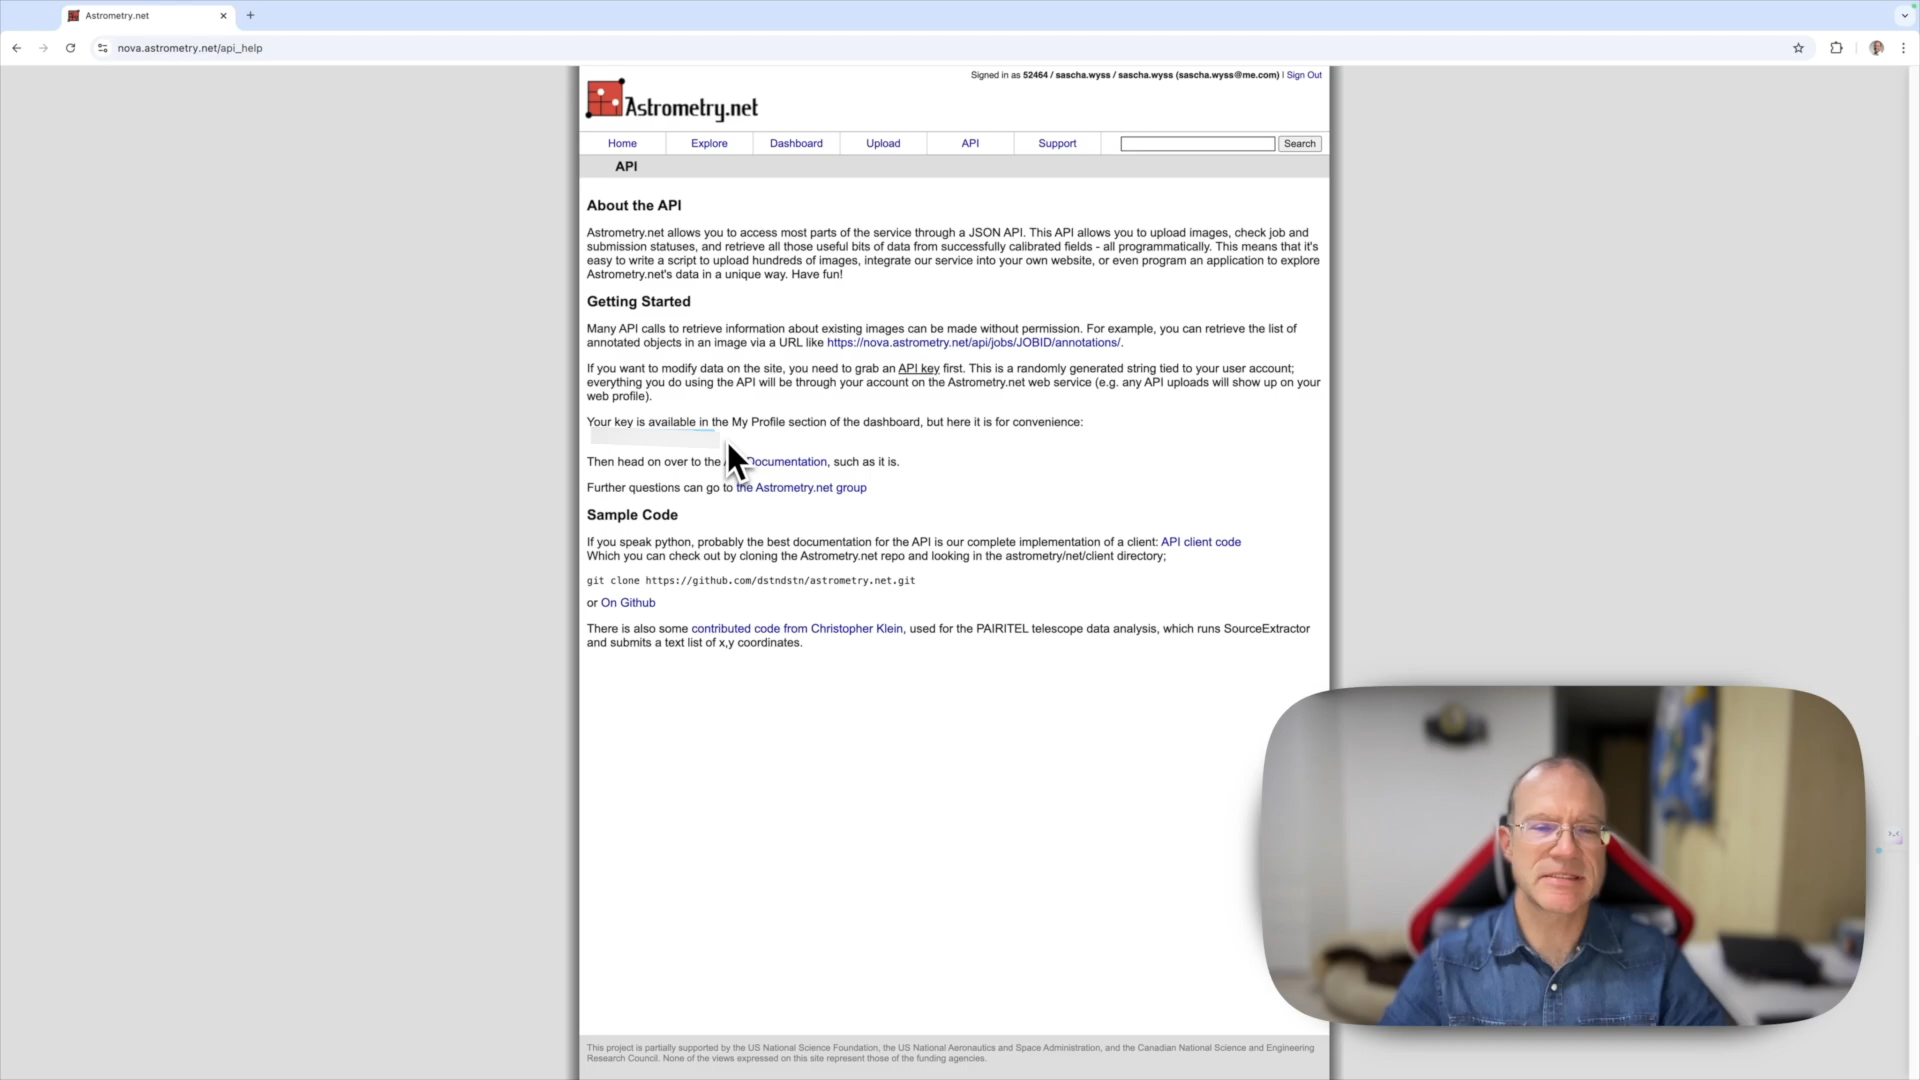 Astrometry.net
nova.astrometry.net/api_help
Signed in as 52464 / sascha.wyss / sascha.wyss (sascha.wyss@me.com) | Sign Out
Astrometry.net
Home Explore Dashboard Upload API Support Search
API
About the API
Astrometry.net allows you to access most parts of the service through a JSON API. This API allows you to upload images, check job and
submission statuses, and retrieve all those useful bits of data from successfully calibrated fields - all programmatically. This means that it's
easy to write a script to upload hundreds of images, integrate our service into your own website, or even program an application to explore
Astrometry.net's data in a unique way. Have fun!
Getting Started
Many API calls to retrieve information about existing images can be made without permission. For example, you can retrieve the list of
annotated objects in an image via a URL like https://nova.astrometry.net/api/jobs/JOBID/annotations/.
If you want to modify data on the site, you need to grab an API key first. This is a randomly generated string tied to your user account;
everything you do using the API will be through your account on the Astrometry.net web service (e.g. any API uploads will show up on your
web profile).
Your key is available in the My Profile section of the dashboard, but here it is for convenience:
Then head on over to the Documentation, such as it is.
Further questions can go to the Astrometry.net group
Sample Code
If you speak python, probably the best documentation for the API is our complete implementation of a client: API client code
Which you can check out by cloning the Astrometry.net repo and looking in the astrometry/net/client directory;
git clone https://github.com/dstndstn/astrometry.net.git
or On Github
There is also some contributed code from Christopher Klein, used for the PAIRITEL telescope data analysis, which runs SourceExtractor
and submits a text list of x,y coordinates.
This project is partially supported by the US National Science Foundation, the US National Aeronautics and Space Administration, and the Canadian National Science and Engineering
Research Council. None of the views expressed on this site represent those of the funding agencies.